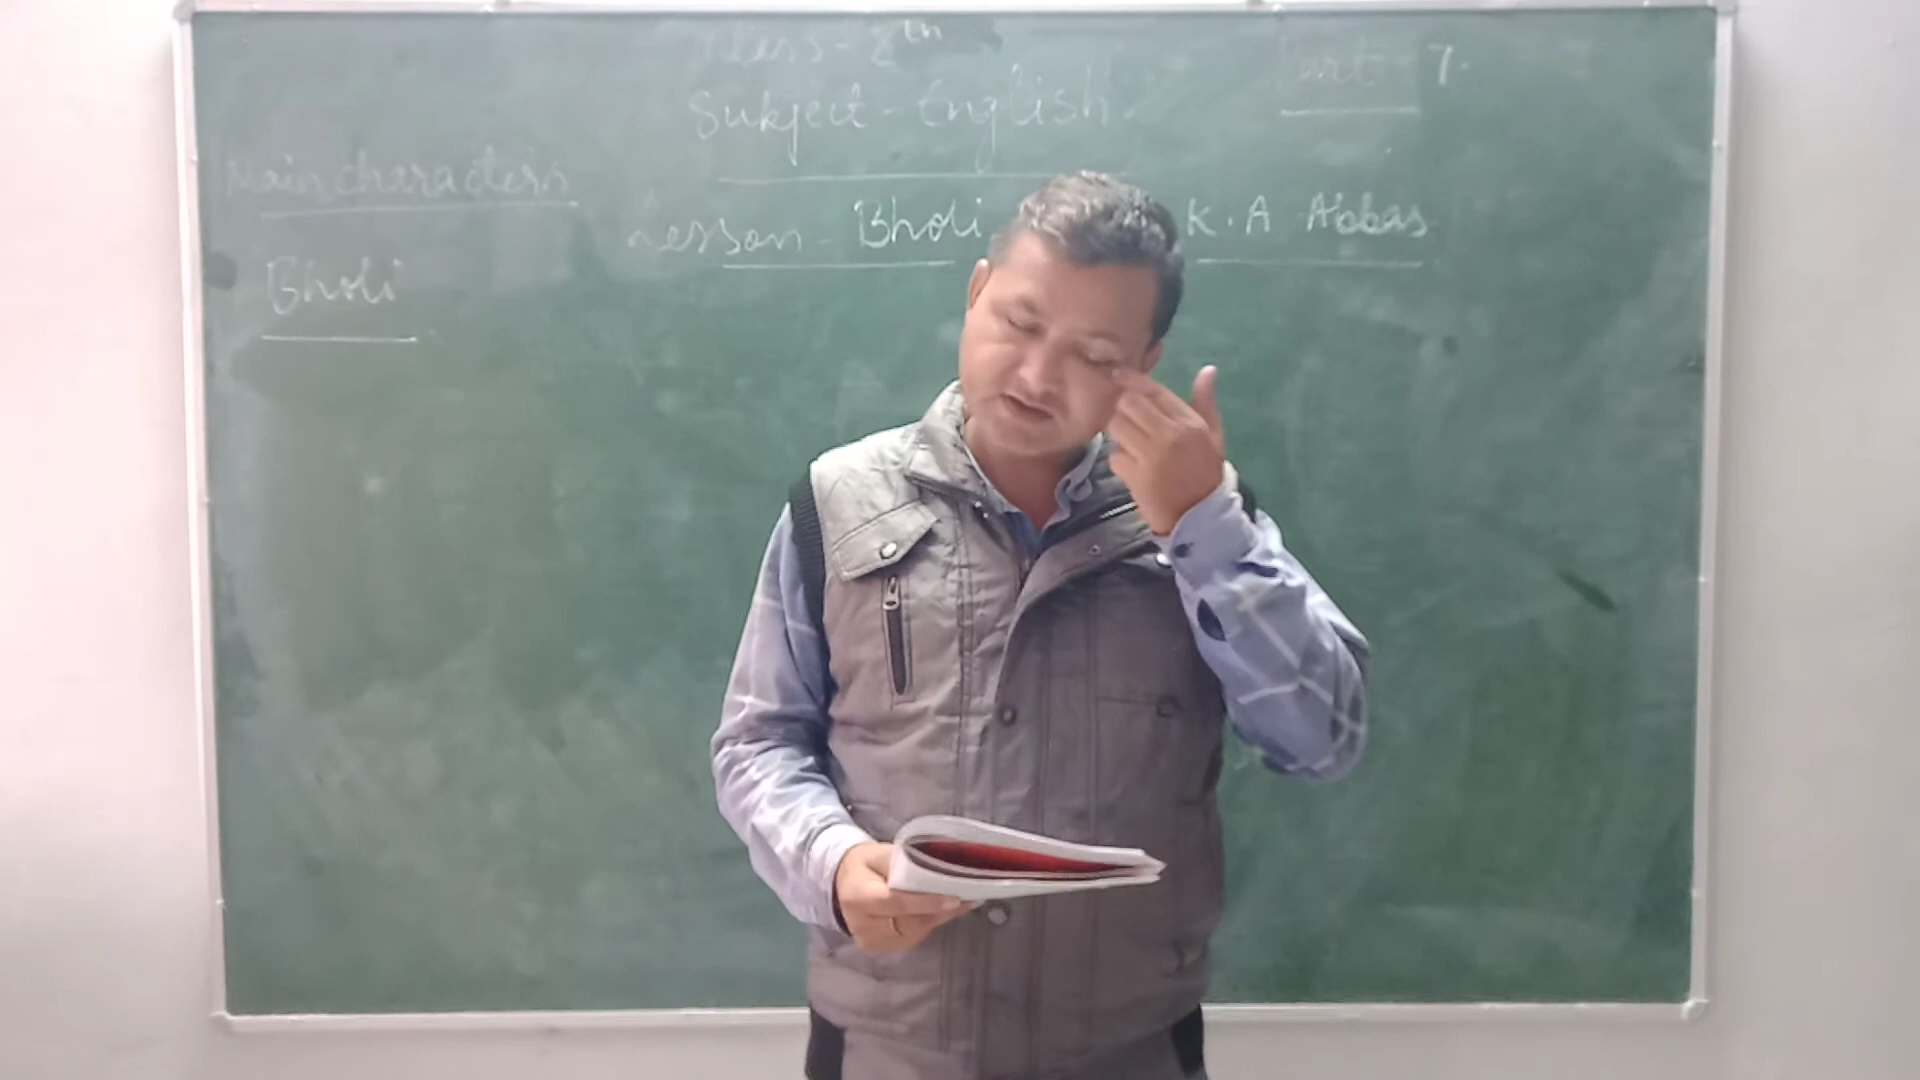 Class - 8th
Part 7.
Subject - English
Main characters
Lesson - Bholi K. A Abbas
Bholi